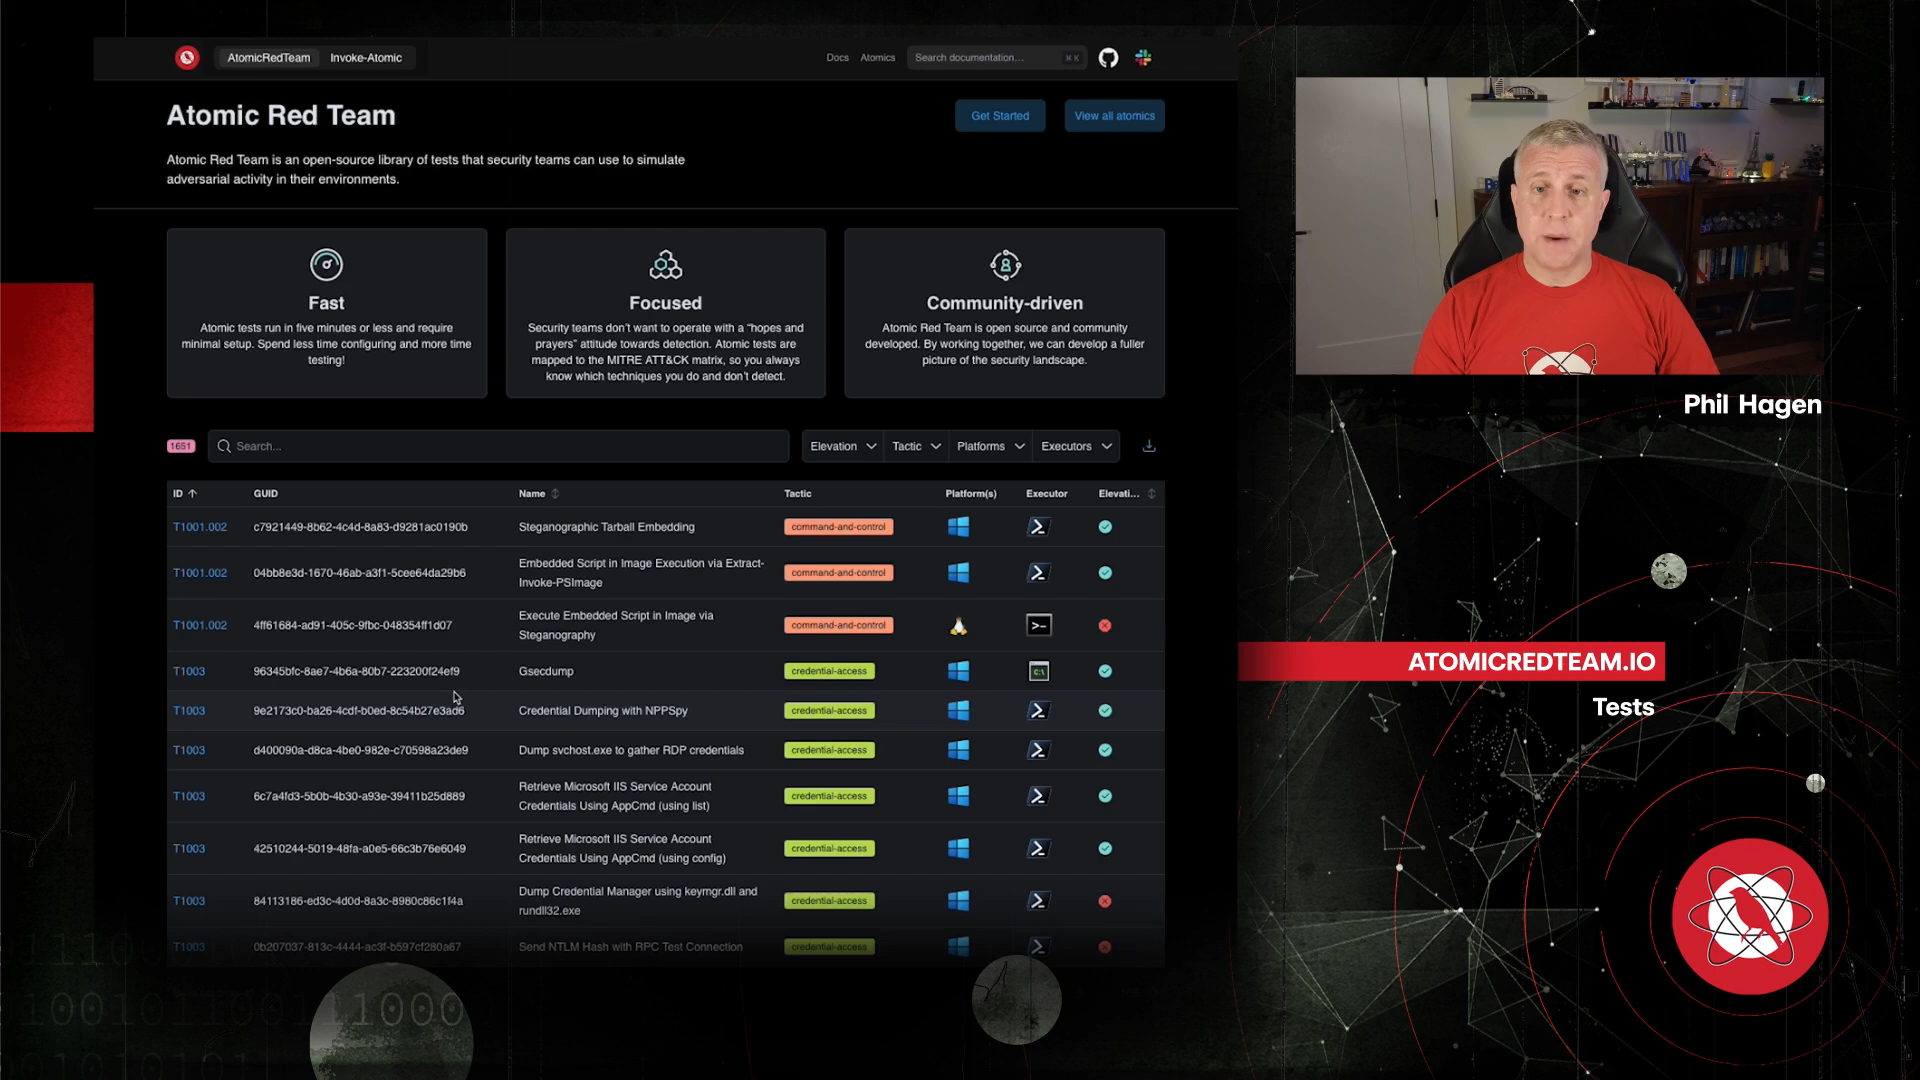 AtomicRedTeam
Invoke-Atomic
Docs
Atomics
Search documentation...
⌘ K
Atomic Red Team
Get Started
View all atomics
Atomic Red Team is an open-source library of tests that security teams can use to simulate
adversarial activity in their environments.
Fast
Atomic tests run in five minutes or less and require
minimal setup. Spend less time configuring and more time
testing!
Focused
Security teams don't want to operate with a "hopes and
prayers" attitude towards detection. Atomic tests are
mapped to the MITRE ATT&CK matrix, so you always
know which techniques you do and don't detect.
Community-driven
Atomic Red Team is open source and community
developed. By working together, we can develop a fuller
picture of the security landscape.
1651
Search...
Elevation
Tactic
Platforms
Executors
ID
GUID
Name
Tactic
Platform(s)
Executor
Elevati...
T1001.002
c7921449-8b62-4c4d-8a83-d9281ac0190b
Steganographic Tarball Embedding
command-and-control
T1001.002
04bb8e3d-1670-46ab-a3f1-5cee64da29b6
Embedded Script in Image Execution via Extract-
Invoke-PSImage
command-and-control
T1001.002
4ff61684-ad91-405c-9fbc-048354ff1d07
Execute Embedded Script in Image via
Steganography
command-and-control
T1003
96345bfc-8ae7-4b6a-80b7-223200f24ef9
Gsecdump
credential-access
T1003
9e2173c0-ba26-4cdf-b0ed-8c54b27e3ad6
Credential Dumping with NPPSpy
credential-access
T1003
d400090a-d8ca-4be0-982e-c70598a23de9
Dump svchost.exe to gather RDP credentials
credential-access
T1003
6c7a4fd3-5b0b-4b30-a93e-39411b25d889
Retrieve Microsoft IIS Service Account
Credentials Using AppCmd (using list)
credential-access
T1003
42510244-5019-48fa-a0e5-66c3b76e6049
Retrieve Microsoft IIS Service Account
Credentials Using AppCmd (using config)
credential-access
T1003
84113186-ed3c-4d0d-8a3c-8980c86c1f4a
Dump Credential Manager using keymgr.dll and
rundll32.exe
credential-access
T1003
0b207037-813c-4444-ac3f-b597cf280a67
Send NTLM Hash with RPC Test Connection
credential-access
Phil Hagen
ATOMICREDTEAM.IO
Tests